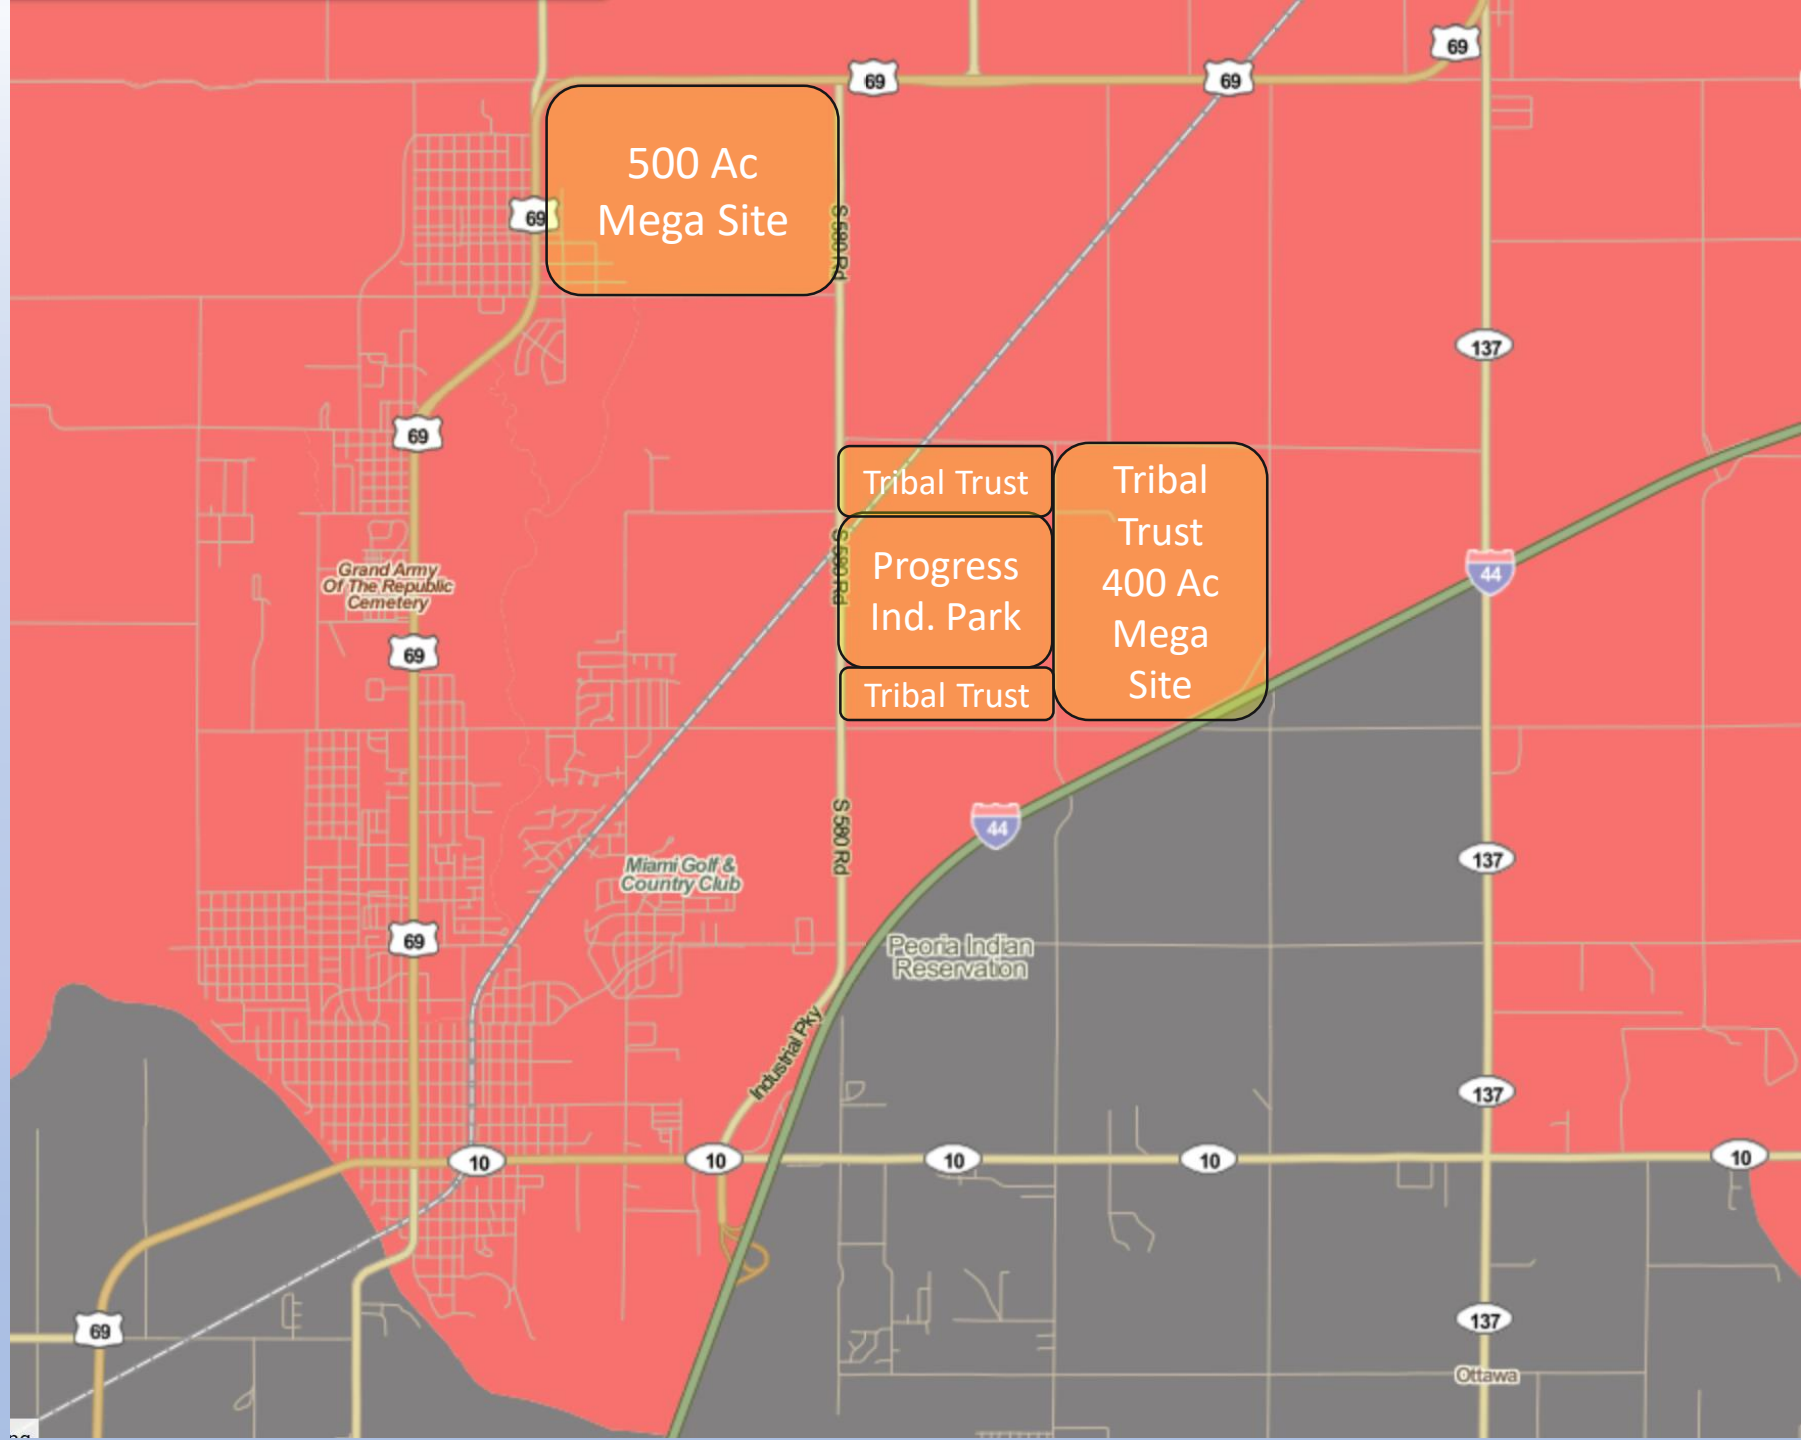 69
69
69
500 Ac
Mega Site
69
S 580 Rd
137
69
Tribal Trust
Tribal
Trust
400 Ac
Mega
Site
Progress
Ind. Park
S 580 Rd
Tribal Trust
Grand Army
Of The Republic
Cemetery
44
69
S 580 Rd
44
137
Miami Golf &
Country Club
69
Peoria Indian
Reservation
Industrial Pky
137
10
10
10
10
10
69
137
Ottawa